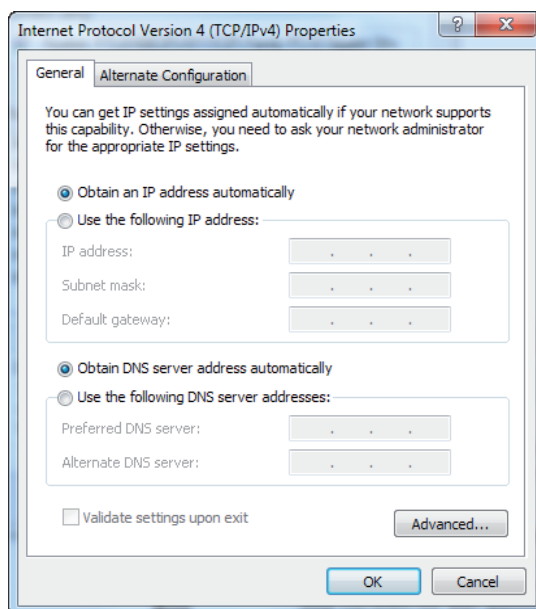 Internet Protocol Version 4 (TCP/IPv4) Properties
General
Alternate Configuration
You can get IP settings assigned automatically if your network supports
this capability. Otherwise, you need to ask your network administrator
for the appropriate IP settings.
Obtain an IP address automatically
Use the following IP address:
IP address:
Subnet mask:
Default gateway:
Obtain DNS server address automatically
Use the following DNS server addresses:
Preferred DNS server:
Alternate DNS server:
Validate settings upon exit
Advanced...
OK
Cancel